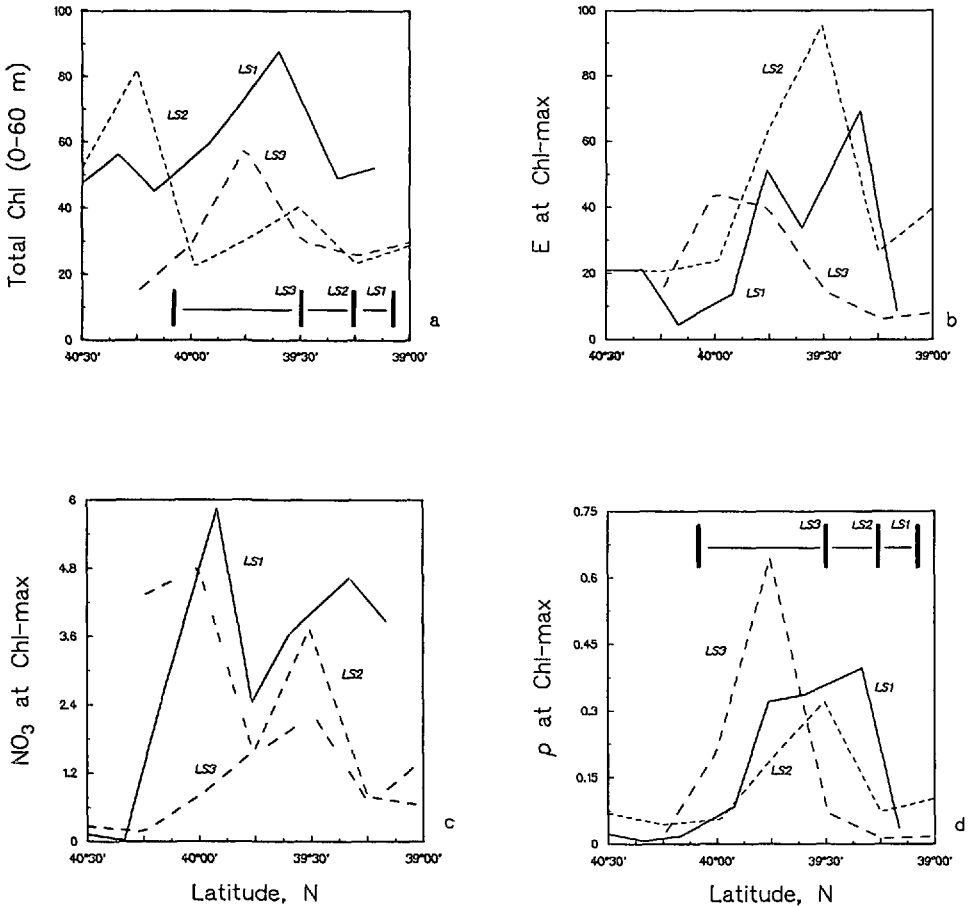 100
80
60
40
20
0
Total Chl (0-60 m)
LS1
LS2
LS3
LS3
LS2
LS1
a
40°30'
40°00'
39°30'
39°00'
100
80
60
40
20
0
E at Chl-max
LS2
LS1
LS3
b
40°30'
40°00'
39°30'
39°00'
6
4.8
3.6
2.4
1.2
0
NO3 at Chl-max
LS1
LS2
LS3
c
40°30'
40°00'
39°30'
39°00'
Latitude, N
0.75
0.6
0.45
0.3
0.15
0
p at Chl-max
LS3
LS2
LS1
LS3
LS1
LS2
d
40°30'
40°00'
39°30'
39°00'
Latitude, N